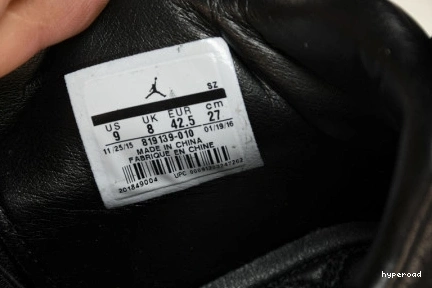 SZ
US UK EUR cm
9 8 42.5 27
11/25/15 819139-010 01/19/16
MADE IN CHINA
FABRIQUE EN CHINE
201849004
hyperoad